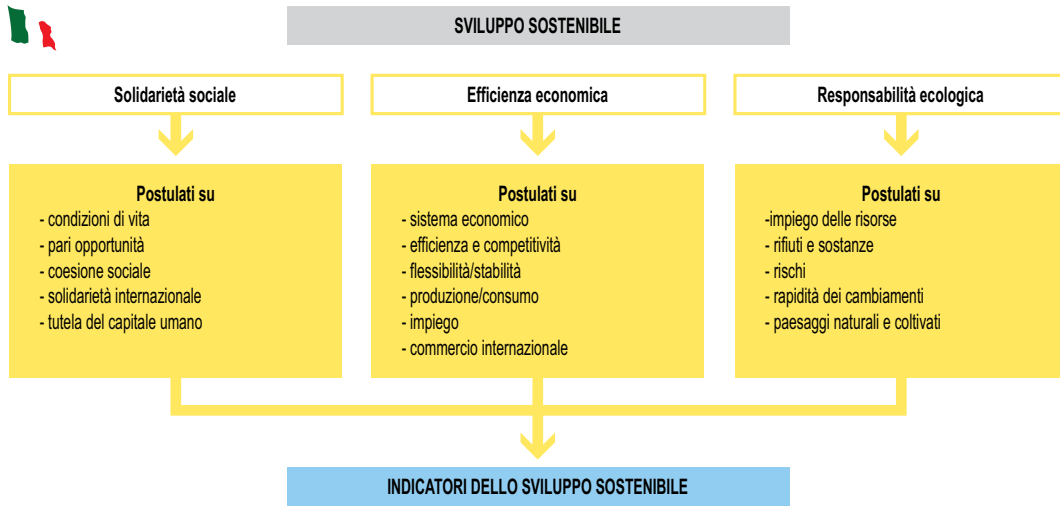 SVILUPPO SOSTENIBILE
Solidarietà sociale
Efficienza economica
Responsabilità ecologica
Postulati su
- condizioni di vita
- pari opportunità
- coesione sociale
- solidarietà internazionale
- tutela del capitale umano
Postulati su
- sistema economico
- efficienza e competitività
- flessibilità/stabilità
- produzione/consumo
- impiego
- commercio internazionale
Postulati su
-impiego delle risorse
- rifiuti e sostanze
- rischi
- rapidità dei cambiamenti
- paesaggi naturali e coltivati
INDICATORI DELLO SVILUPPO SOSTENIBILE